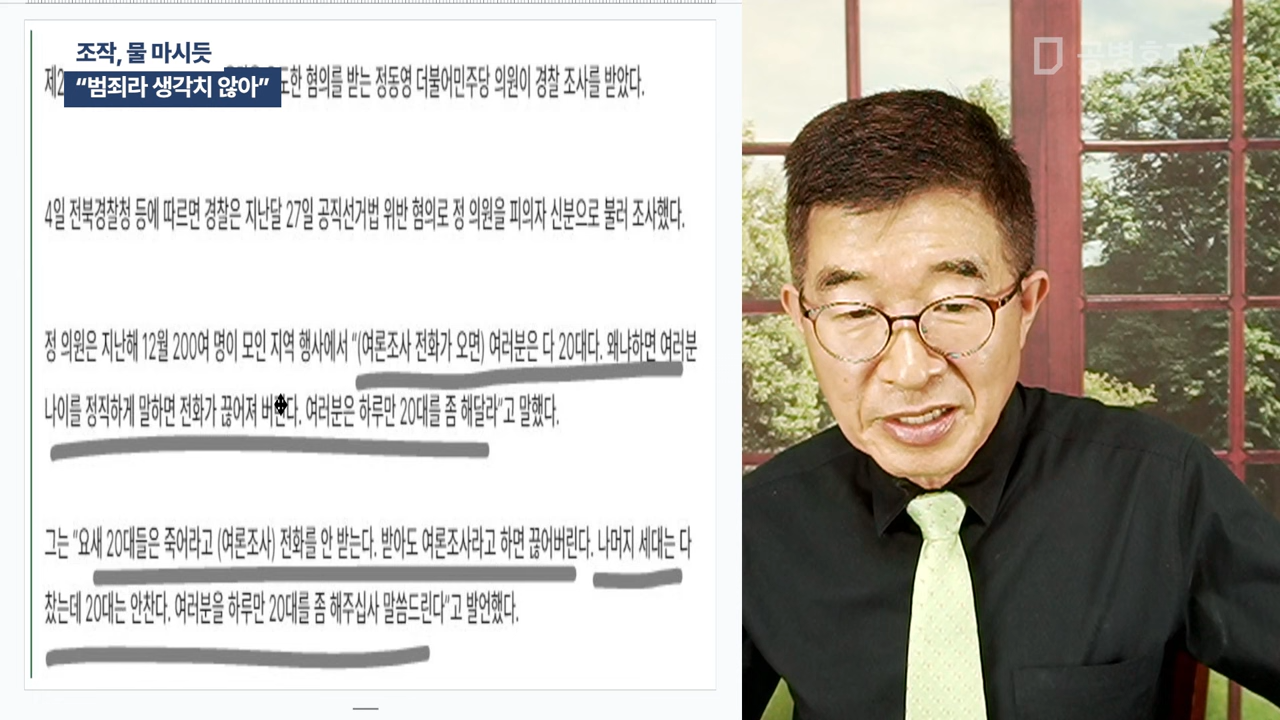 조작, 물 마시듯
“범죄라 생각치 않아”
도한 혐의를 받는 정동영 더불어민주당 의원이 경찰 조사를 받았다.
4일 전북경찰청 등에 따르면 경찰은 지난달 27일 공직선거법 위반 혐의로 정 의원을 피의자 신분으로 불러 조사했다.
정 의원은 지난해 12월 200여 명이 모인 지역 행사에서 “(여론조사 전화가 오면) 여러분은 다 20대다. 왜냐하면 여러분
나이를 정직하게 말하면 전화가 끊어져 버린다. 여러분은 하루만 20대를 좀 해달라”고 말했다.
그는 “요새 20대들은 죽어라고 (여론조사) 전화를 안 받는다. 받아도 여론조사라고 하면 끊어버린다. 나머지 세대는 다
찼는데 20대는 안찬다. 여러분을 하루만 20대를 좀 해주십사 말씀드린다”고 발언했다.
공병호TV